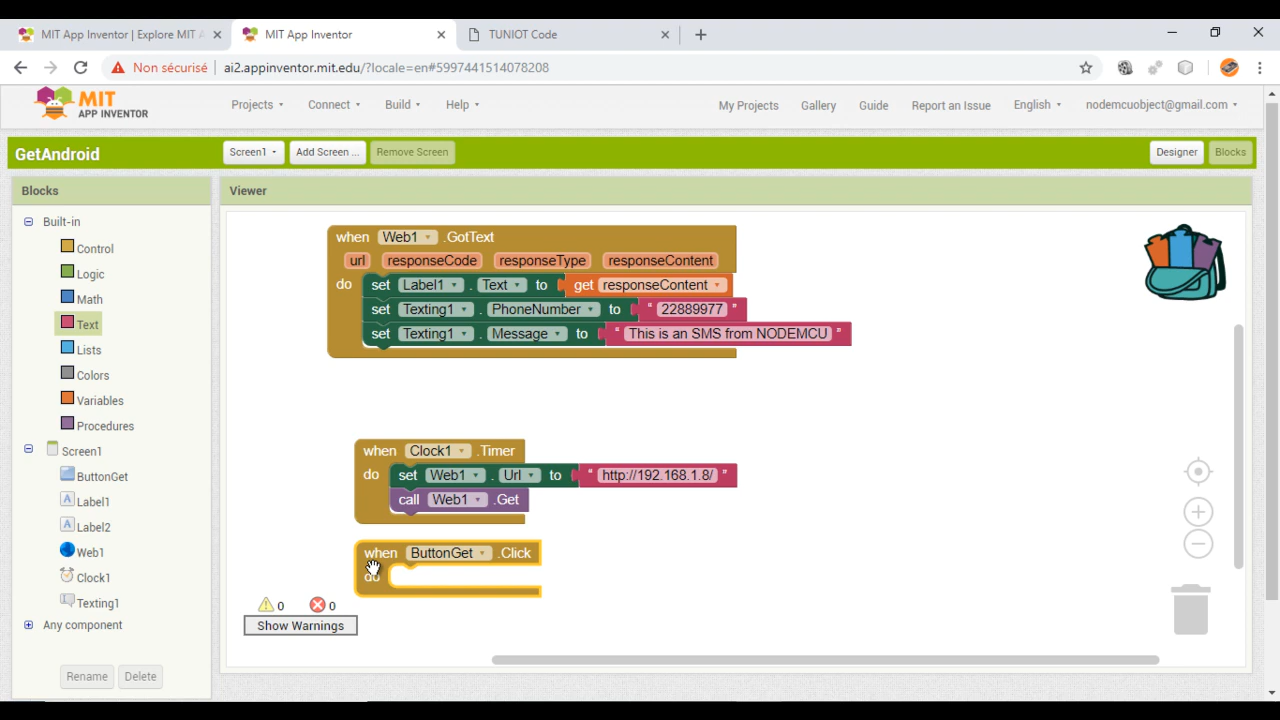 MIT App Inventor | Explore MIT A
MIT App Inventor
TUNIOT Code
Non sécurisé | ai2.appinventor.mit.edu/?locale=en#5997441514078208
MIT
APP INVENTOR
Projects
Connect
Build
Help
My Projects
Gallery
Guide
Report an Issue
English
nodemcuobject@gmail.com
GetAndroid
Screen1
Add Screen ...
Remove Screen
Designer
Blocks
Blocks
Built-in
Control
Logic
Math
Text
Lists
Colors
Variables
Procedures
Screen1
ButtonGet
Label1
Label2
Web1
Clock1
Texting1
Any component
Rename
Delete
Viewer
when Web1 .GotText
url responseCode responseType responseContent
do set Label1 . Text to get responseContent
set Texting1 . PhoneNumber to " 22889977 "
set Texting1 . Message to " This is an SMS from NODEMCU "
when Clock1 .Timer
do set Web1 . Url to " http://192.168.1.8/ "
call Web1 .Get
when ButtonGet .Click
do
0 0
Show Warnings